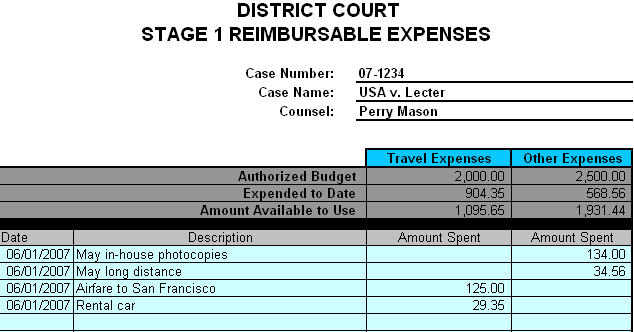 DISTRICT COURT
STAGE 1 REIMBURSABLE EXPENSES
Case Number: 07-1234
Case Name: USA v. Lecter
Counsel: Perry Mason
Travel Expenses Other Expenses
Authorized Budget 2,000.00 2,500.00
Expended to Date 904.35 568.56
Amount Available to Use 1,095.65 1,931.44
Date Description Amount Spent Amount Spent
06/01/2007 May in-house photocopies 134.00
06/01/2007 May long distance 34.56
06/01/2007 Airfare to San Francisco 125.00
06/01/2007 Rental car 29.35